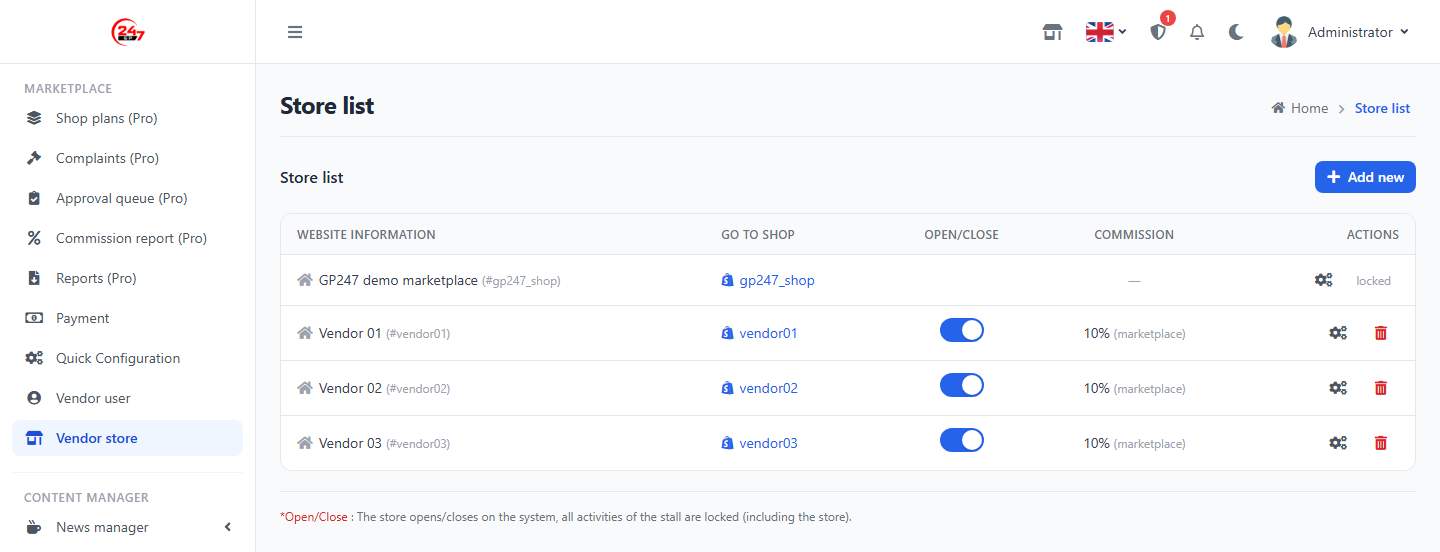 247
GP
1
Administrator
MARKETPLACE
Shop plans (Pro)
Complaints (Pro)
Approval queue (Pro)
Commission report (Pro)
Reports (Pro)
Payment
Quick Configuration
Vendor user
Vendor store
CONTENT MANAGER
News manager
Store list
Home > Store list
Store list
+ Add new
WEBSITE INFORMATION GO TO SHOP OPEN/CLOSE COMMISSION ACTIONS
GP247 demo marketplace (#gp247_shop) gp247_shop — locked
Vendor 01 (#vendor01) vendor01 10% (marketplace)
Vendor 02 (#vendor02) vendor02 10% (marketplace)
Vendor 03 (#vendor03) vendor03 10% (marketplace)
*Open/Close : The store opens/closes on the system, all activities of the stall are locked (including the store).